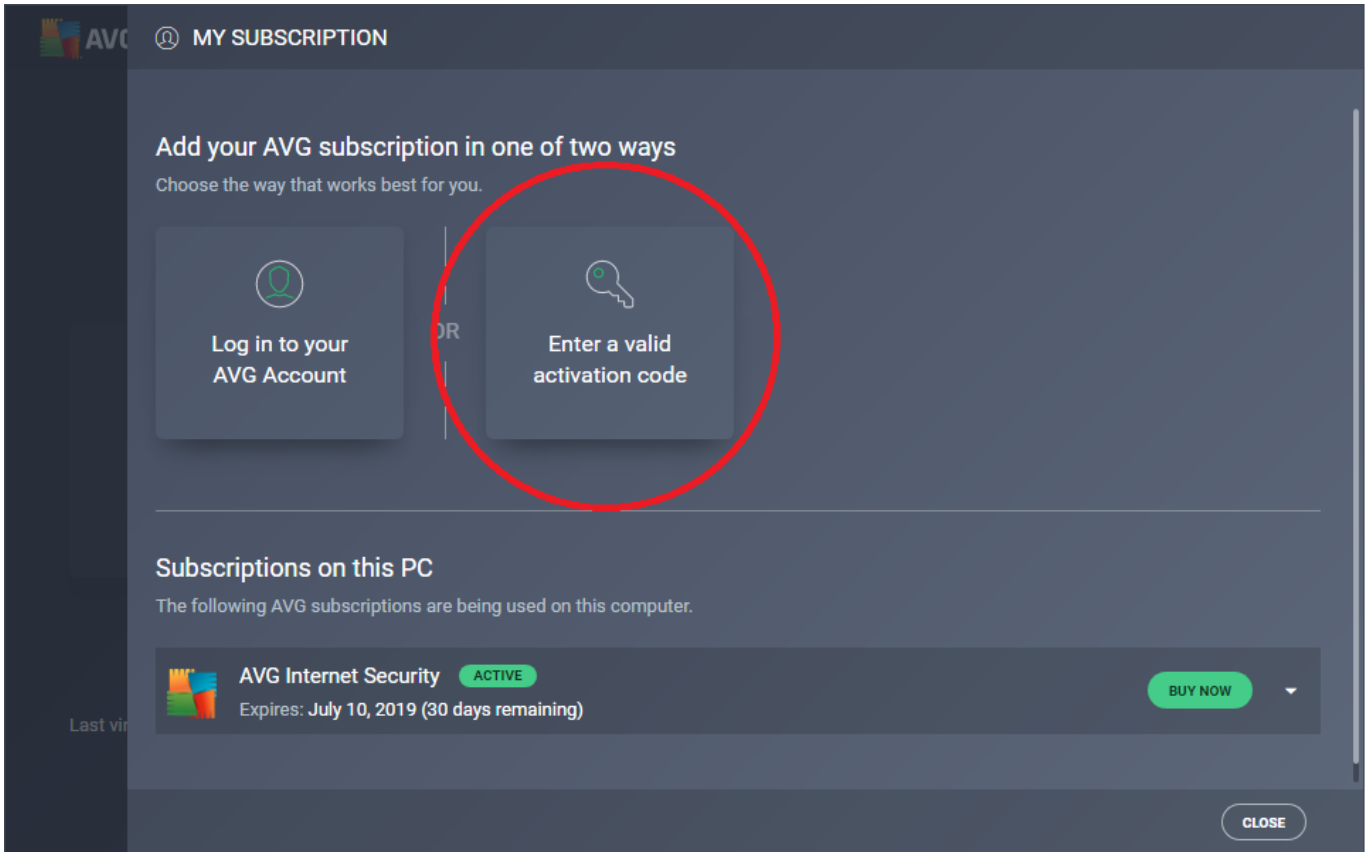 AVG
MY SUBSCRIPTION
Add your AVG subscription in one of two ways
Choose the way that works best for you.
Log in to your
AVG Account
OR
Enter a valid
activation code
Subscriptions on this PC
The following AVG subscriptions are being used on this computer.
AVG Internet Security ACTIVE
Expires: July 10, 2019 (30 days remaining)
BUY NOW
Last
CLOSE